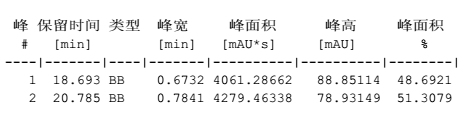 峰 保留时间 类型 峰宽 峰面积 峰高 峰面积
# [min] [min] [mAU*s] [mAU] %
----|-------|----|-------|----------|----------|--------|
1 18.693 BB 0.6732 4061.28662 88.85114 48.6921
2 20.785 BB 0.7841 4279.46338 78.93149 51.3079